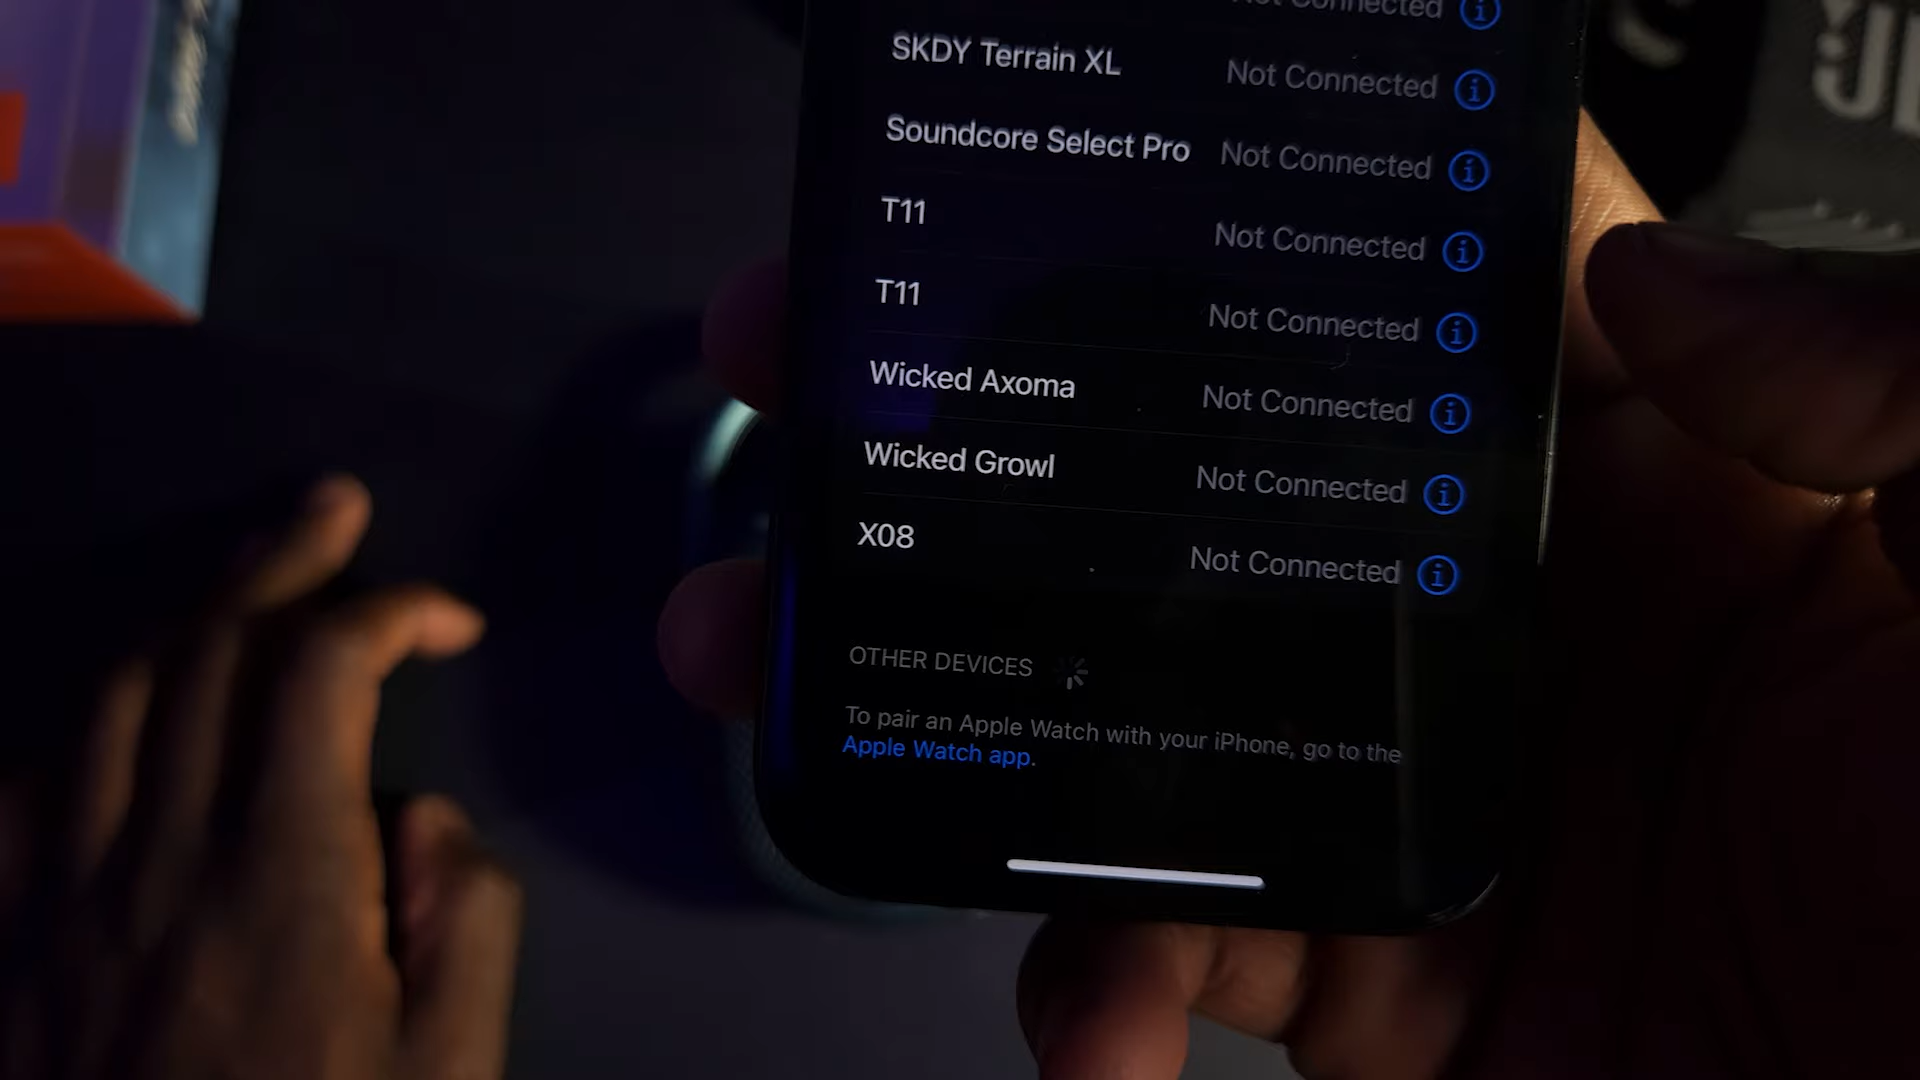 Not Connected
SKDY Terrain XL Not Connected
Soundcore Select Pro Not Connected
T11 Not Connected
T11 Not Connected
Wicked Axoma Not Connected
Wicked Growl Not Connected
X08 Not Connected
OTHER DEVICES
To pair an Apple Watch with your iPhone, go to the
Apple Watch app.